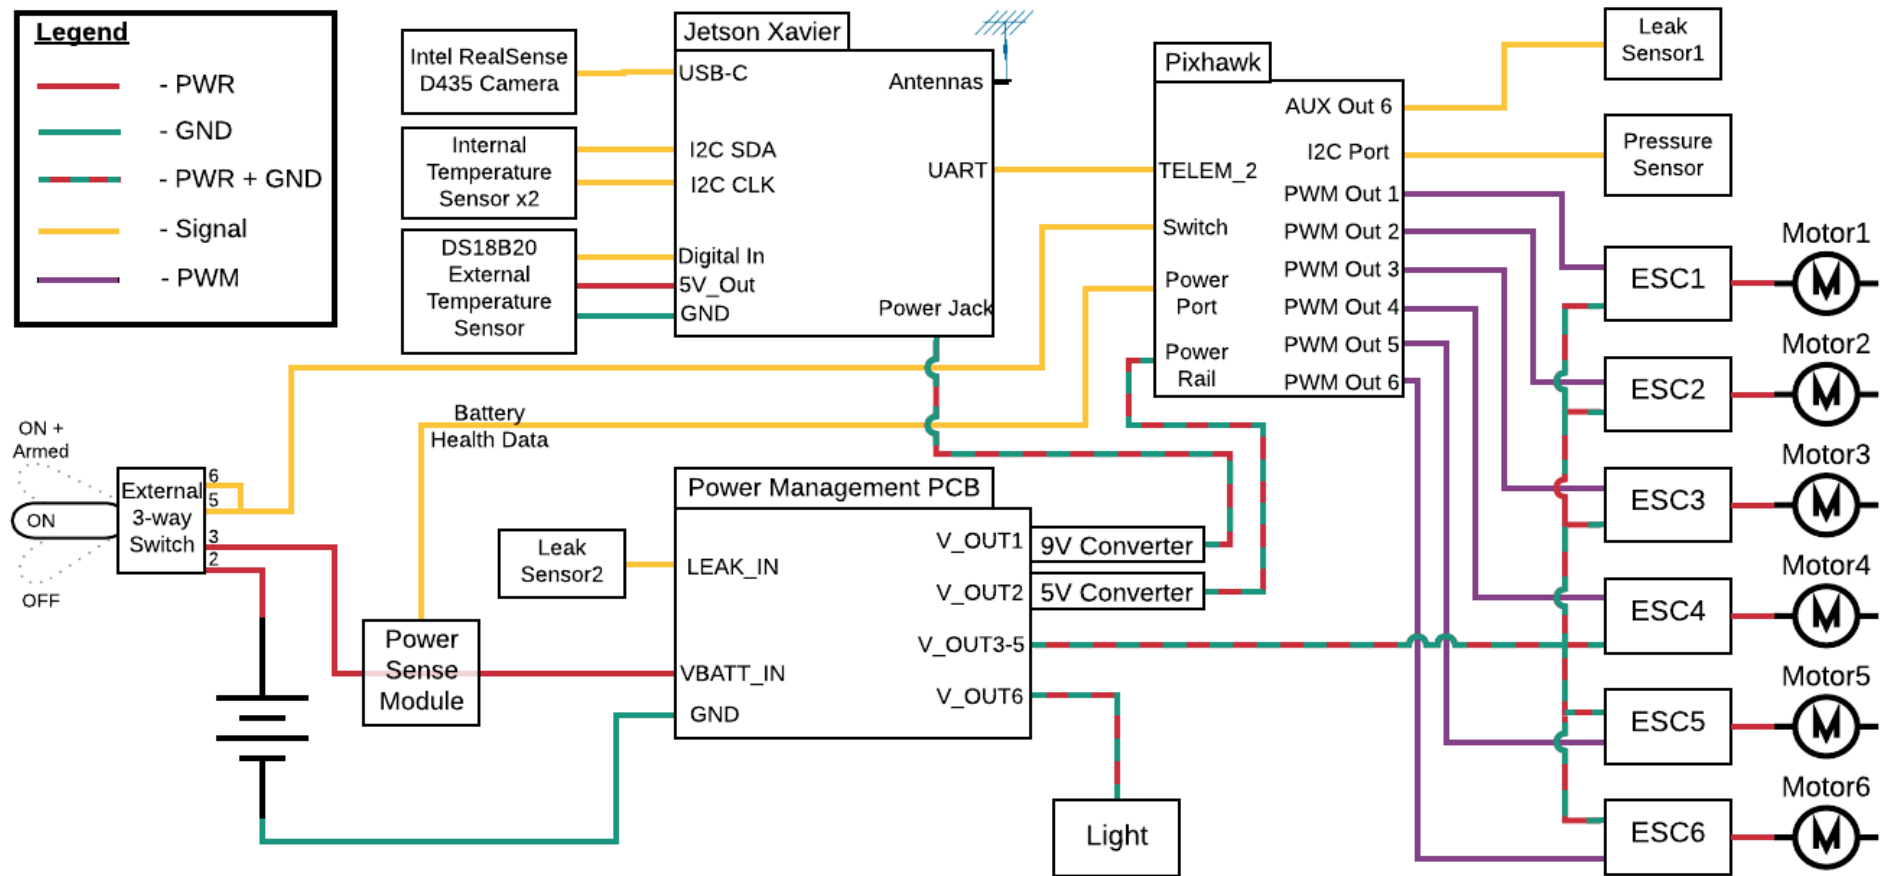 Legend
- PWR
- GND
- PWR + GND
- Signal
- PWM
Intel RealSense
D435 Camera
Internal
Temperature
Sensor x2
DS18B20
External
Temperature
Sensor
Jetson Xavier
USB-C
Antennas
I2C SDA
I2C CLK
UART
Digital In
5V_Out
GND
Power Jack
Pixhawk
AUX Out 6
I2C Port
TELEM_2
PWM Out 1
Switch
PWM Out 2
PWM Out 3
Power
Port
PWM Out 4
PWM Out 5
Power
Rail
PWM Out 6
Leak
Sensor1
Pressure
Sensor
Motor1
ESC1
M
Motor2
ESC2
M
Motor3
ESC3
M
Motor4
ESC4
M
Motor5
ESC5
M
Motor6
ESC6
M
Battery
Health Data
ON +
Armed
ON
OFF
External
3-way
Switch
6
5
3
2
Power
Sense
Module
Leak
Sensor2
Power Management PCB
V_OUT1
9V Converter
LEAK_IN
V_OUT2
5V Converter
V_OUT3-5
VBATT_IN
V_OUT6
GND
Light